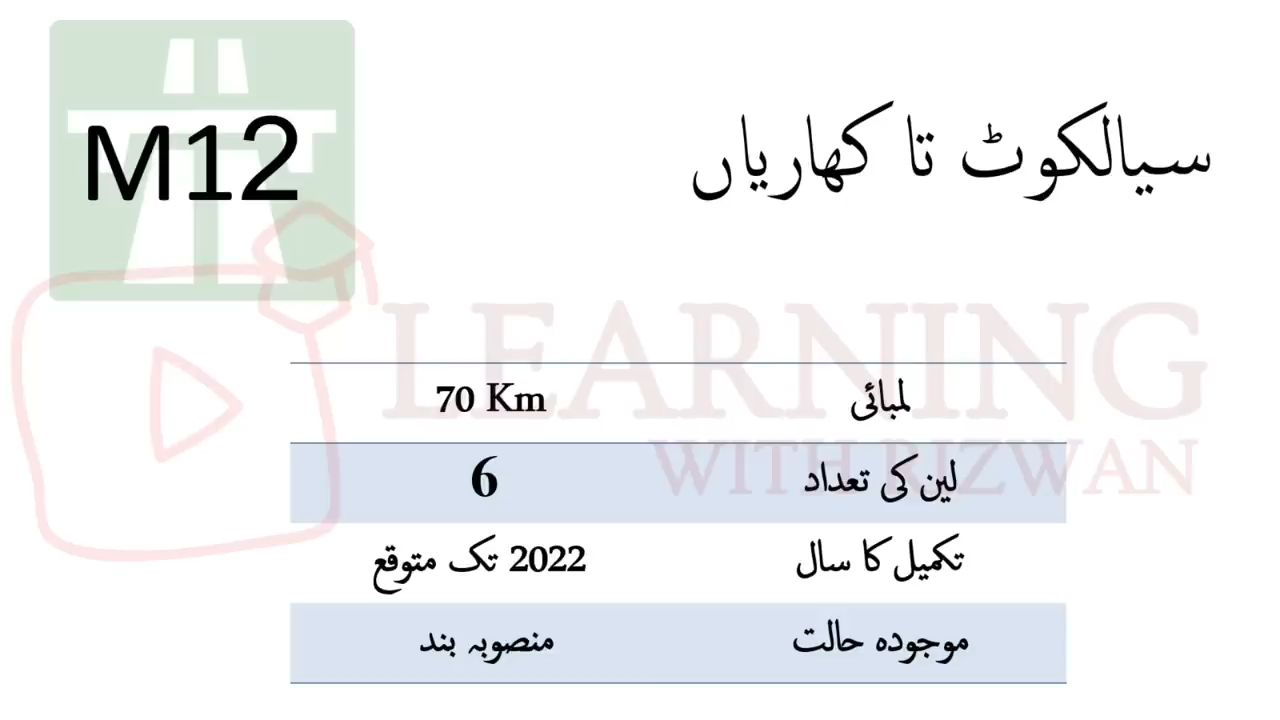 M12
سیالکوٹ تا کھاریاں
LEARNING
WITH RIZWAN
لمبائی 70 Km
لین کی تعداد 6
تکمیل کا سال 2022 تک متوقع
موجودہ حالت منصوبہ بند